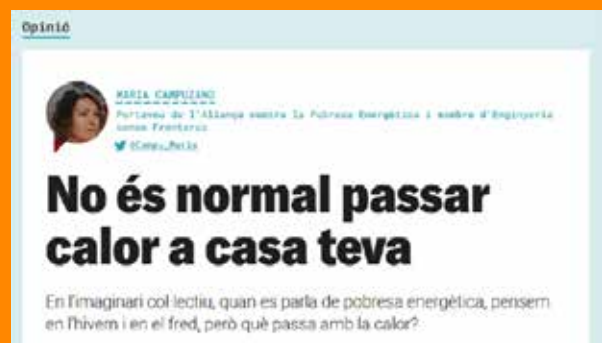 Opinió
MARIA CAMPUZANO
Portaveu de l'Aliança contra la Pobresa Energètica i membre d'Enginyeria
sense Fronteres
@Campu_Maria
No és normal passar
calor a casa teva
En l'imaginari col·lectiu, quan es parla de pobresa energètica, pensem
en l'hivern i en el fred, però què passa amb la calor?